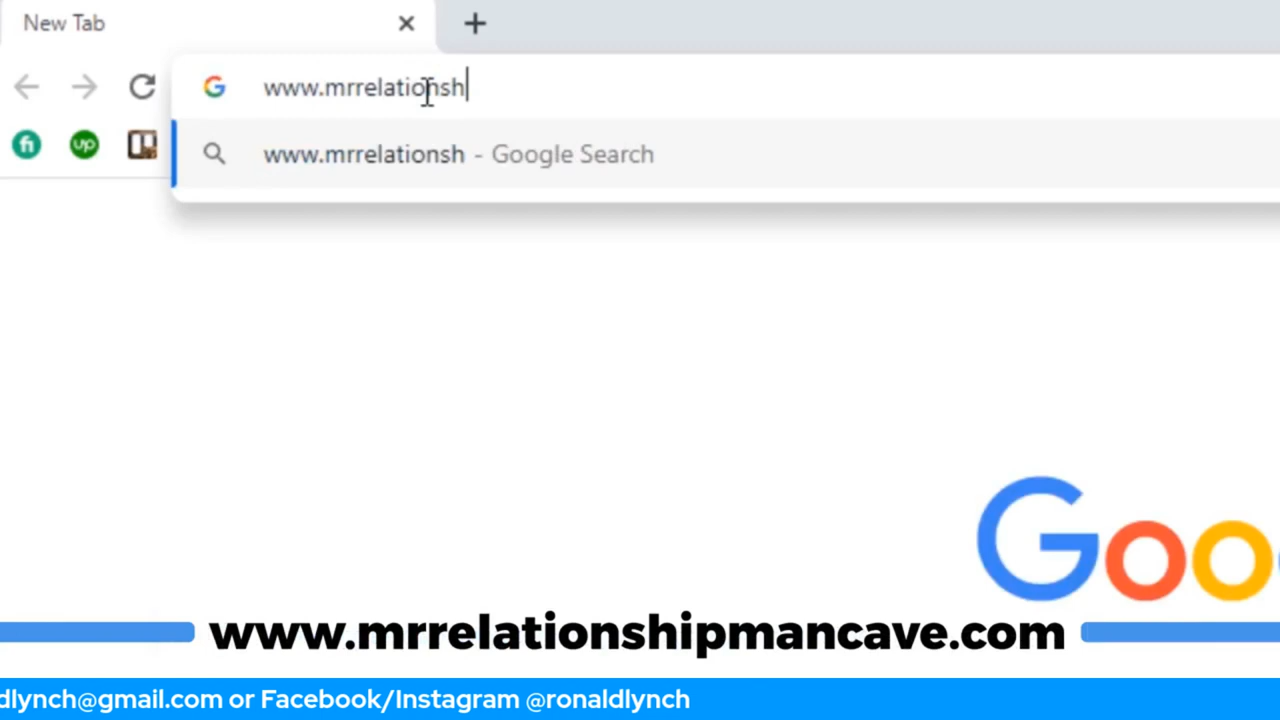 New Tab
www.mrrelationsh
www.mrrelationsh - Google Search
Goo
www.mrrelationshipmancave.com
dlynch@gmail.com or Facebook/Instagram @ronaldlynch